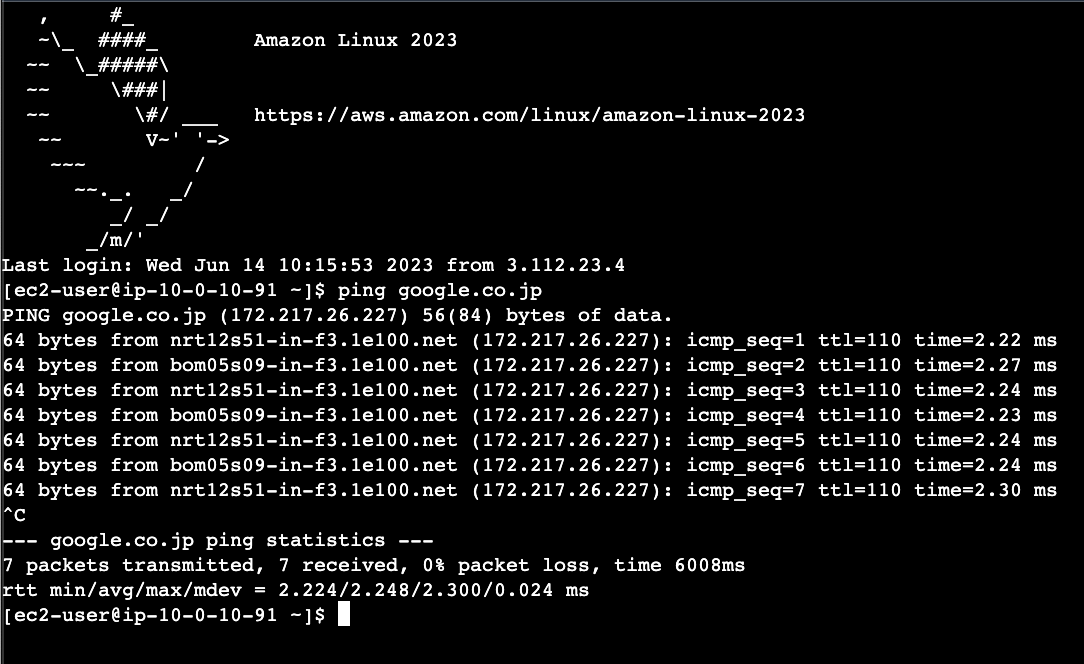 ,     #_
   ~\_  ####_        Amazon Linux 2023
  ~~  \_#####\
  ~~     \###|
  ~~       \#/ ___   https://aws.amazon.com/linux/amazon-linux-2023
   ~~       V~' '->
    ~~~         /
      ~~._.   _/
         _/ _/
       _/m/'
Last login: Wed Jun 14 10:15:53 2023 from 3.112.23.4
[ec2-user@ip-10-0-10-91 ~]$ ping google.co.jp
PING google.co.jp (172.217.26.227) 56(84) bytes of data.
64 bytes from nrt12s51-in-f3.1e100.net (172.217.26.227): icmp_seq=1 ttl=110 time=2.22 ms
64 bytes from bom05s09-in-f3.1e100.net (172.217.26.227): icmp_seq=2 ttl=110 time=2.27 ms
64 bytes from nrt12s51-in-f3.1e100.net (172.217.26.227): icmp_seq=3 ttl=110 time=2.24 ms
64 bytes from bom05s09-in-f3.1e100.net (172.217.26.227): icmp_seq=4 ttl=110 time=2.23 ms
64 bytes from nrt12s51-in-f3.1e100.net (172.217.26.227): icmp_seq=5 ttl=110 time=2.24 ms
64 bytes from bom05s09-in-f3.1e100.net (172.217.26.227): icmp_seq=6 ttl=110 time=2.24 ms
64 bytes from nrt12s51-in-f3.1e100.net (172.217.26.227): icmp_seq=7 ttl=110 time=2.30 ms
^C
--- google.co.jp ping statistics ---
7 packets transmitted, 7 received, 0% packet loss, time 6008ms
rtt min/avg/max/mdev = 2.224/2.248/2.300/0.024 ms
[ec2-user@ip-10-0-10-91 ~]$